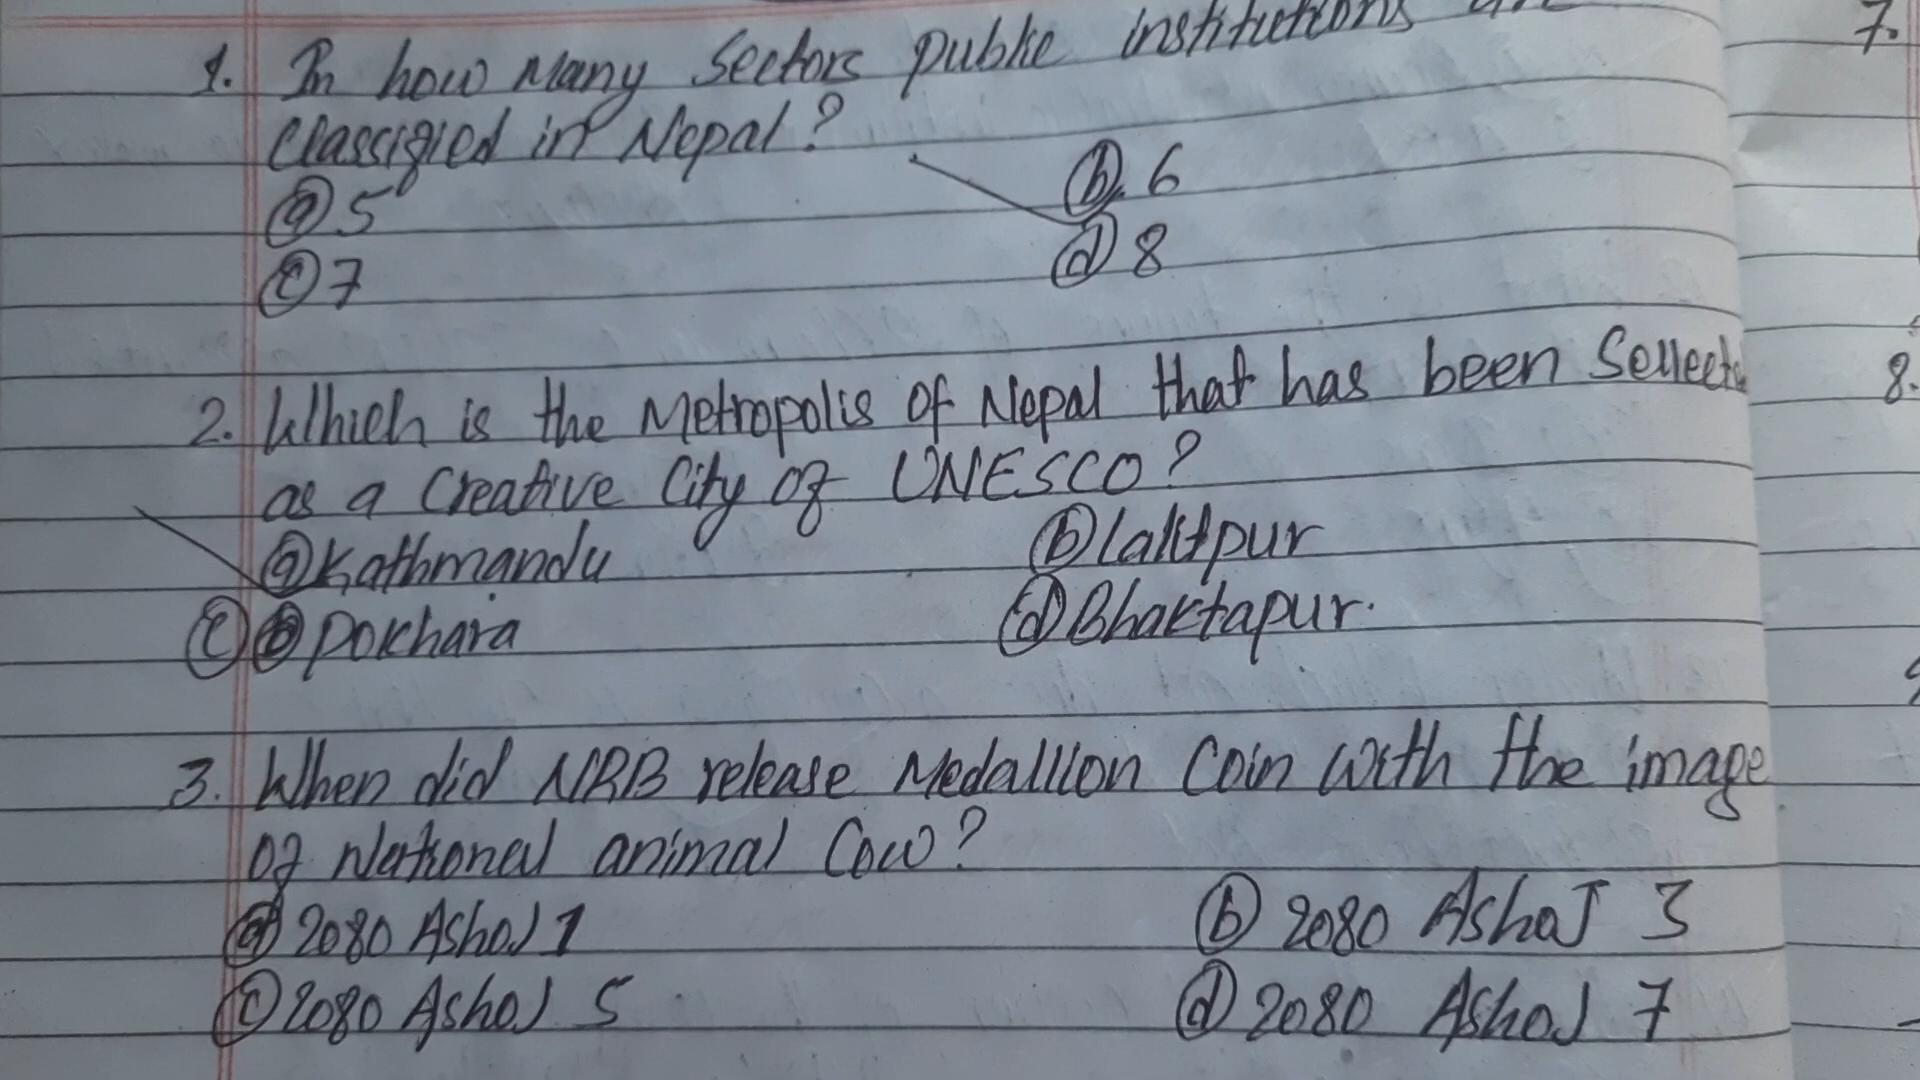 1. In how Many Sectors public institutions
Classified in Nepal?
(a) 5 (b). 6
(c) 7 (d) 8
2. Which is the Metropolis of Nepal that has been Sellect
as a Creative City of UNESCO?
(a) Kathmandu (b) Lalitpur
(c) Pokhara (d) Bhaktapur.
3. When did NRB release Medallion Coin with the image
of National animal Cow?
(a) 2080 Ashoj 1 (b) 2080 Ashoj 3
(c) 2080 Ashoj 5 (d) 2080 Ashoj 7
7.
8.